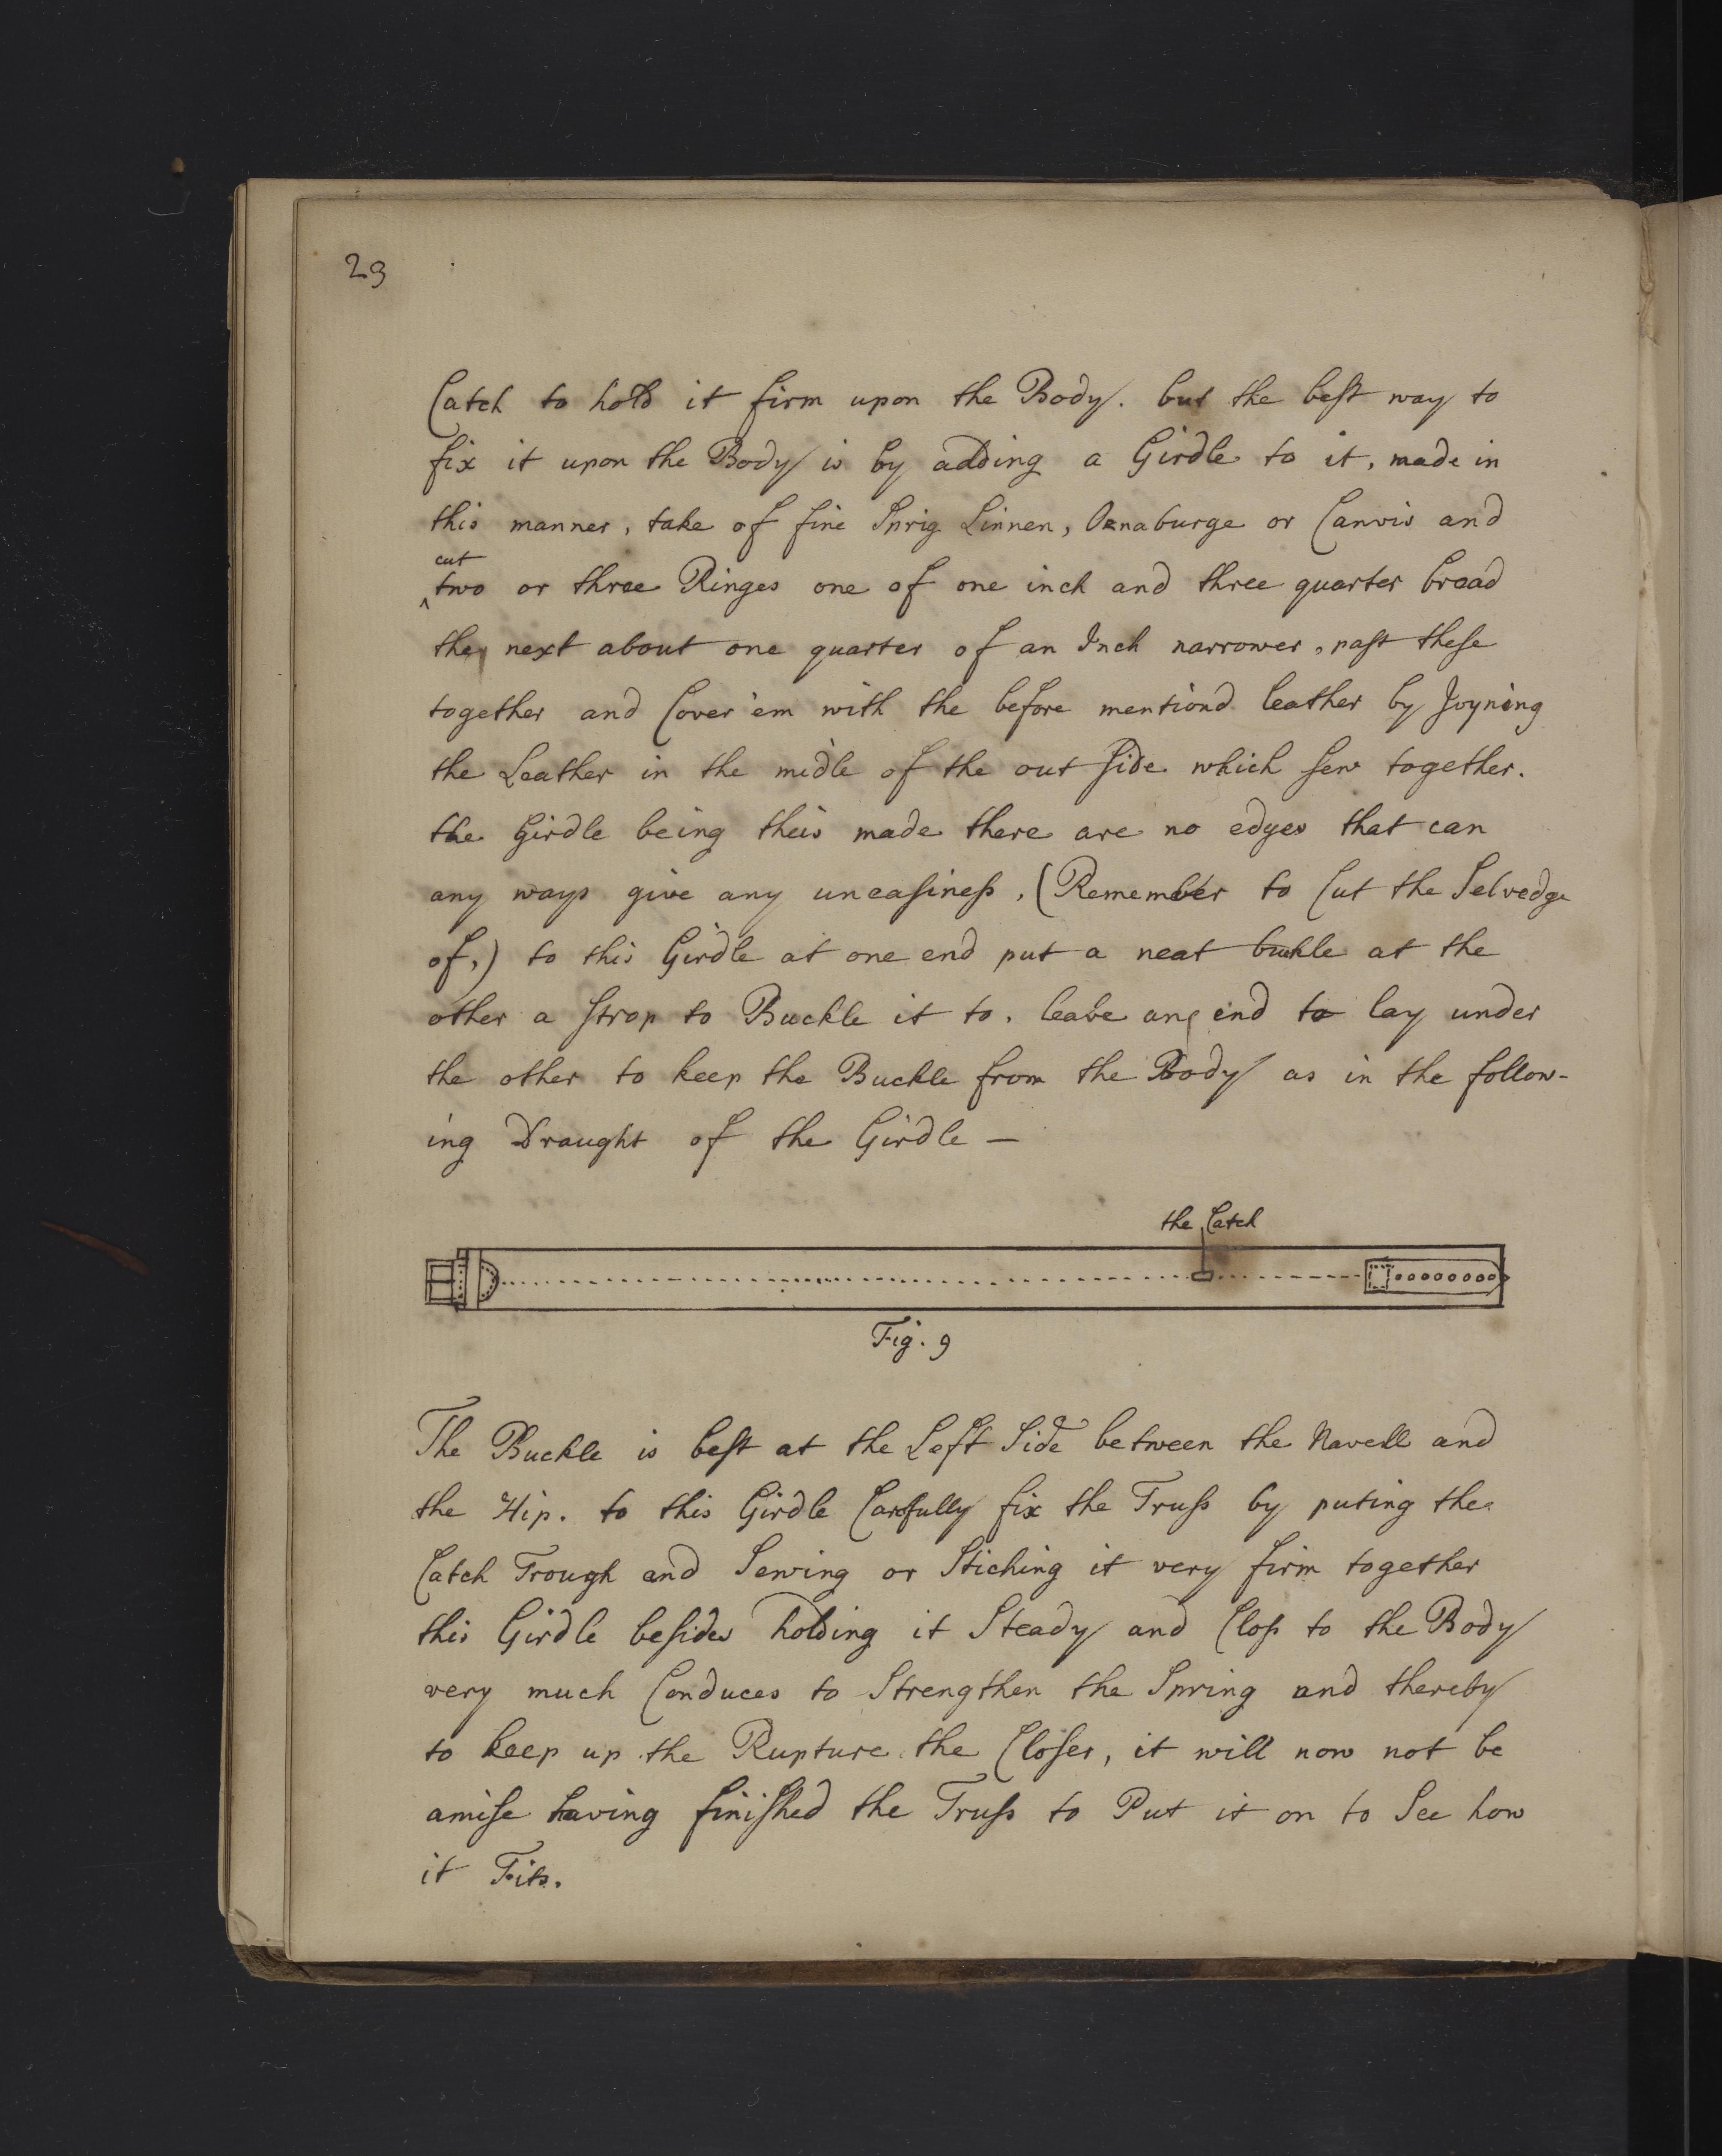 29
Catch to hold it firm upon the Body. but the best way to
fix it upon the Body is by adding a Girdle to it, made in
this manner, take of fine Sprig Linnen, Oznaburge or Canvis and
cut
^two or three Ringes one of one inch and three quarter broad
the next about one quarter of an Inch narrower, past these
together and Cover'em with the before mentiond leather by Joyning
the Leather in the midle of the out side which sew together.
the Girdle being thus made there are no edges that can
any ways give any uneasiness, (Remember to Cut the Selvedge
of,) to this Girdle at one end put a neat buckle at the
other a strop to Buckle it to, leave an end to lay under
the other to keep the Buckle from the Body as in the follow-
ing Draught of the Girdle —
the Catch
Fig. 9
The Buckle is best at the Left Side between the Navell and
the Hip. to this Girdle Carefully fix the Truss by puting the
Catch Trough and Sewing or Stiching it very firm together
this Girdle besides holding it Steady and Closs to the Body
very much Conduces to Strengthen the Spring and thereby
to keep up the Rupture the Closer, it will now not be
amise having finished the Truss to Put it on to See how
it Fits.